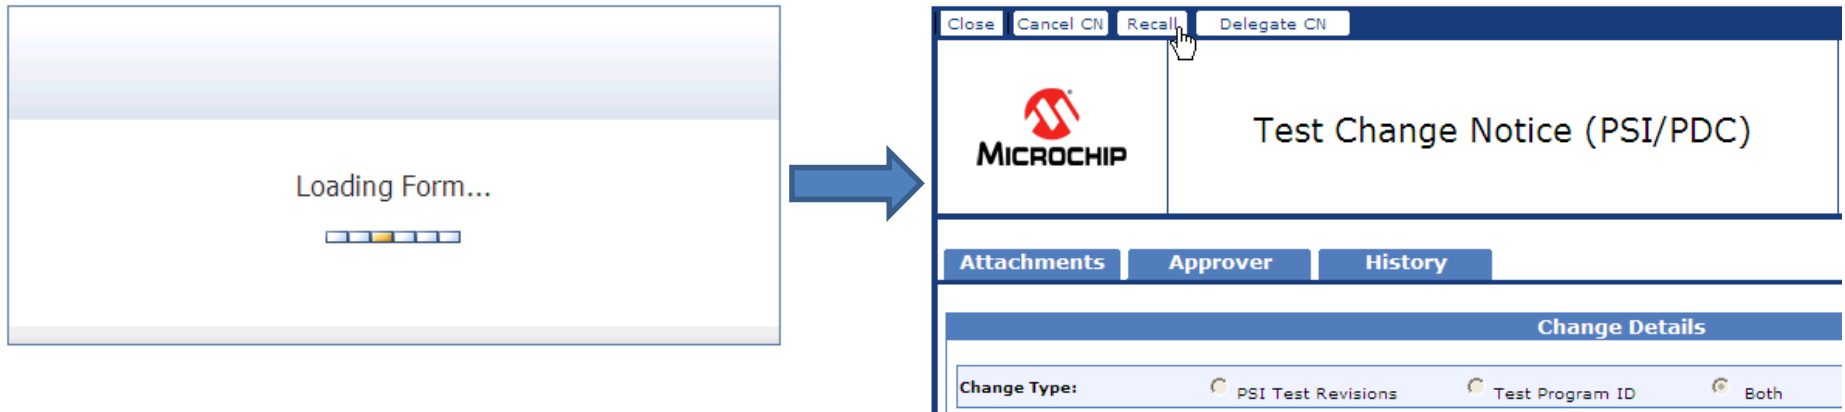 Loading Form...
Close Cancel CN Recall Delegate CN
MICROCHIP
Test Change Notice (PSI/PDC)
Attachments Approver History
Change Details
Change Type: PSI Test Revisions Test Program ID Both